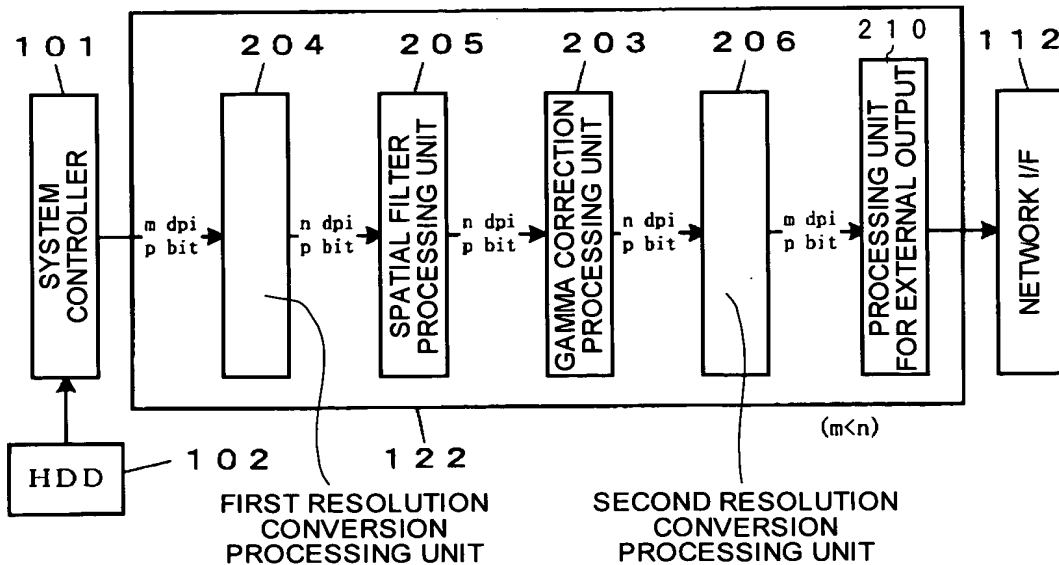 101
204
205
203
206
210
112
SYSTEM
CONTROLLER
m dpi
p bit
n dpi
p bit
SPATIAL FILTER
PROCESSING UNIT
n dpi
p bit
GAMMA CORRECTION
PROCESSING UNIT
n dpi
p bit
m dpi
p bit
PROCESSING UNIT
FOR EXTERNAL OUTPUT
NETWORK I/F
(m<n)
HDD
102
122
FIRST RESOLUTION
CONVERSION
PROCESSING UNIT
SECOND RESOLUTION
CONVERSION
PROCESSING UNIT